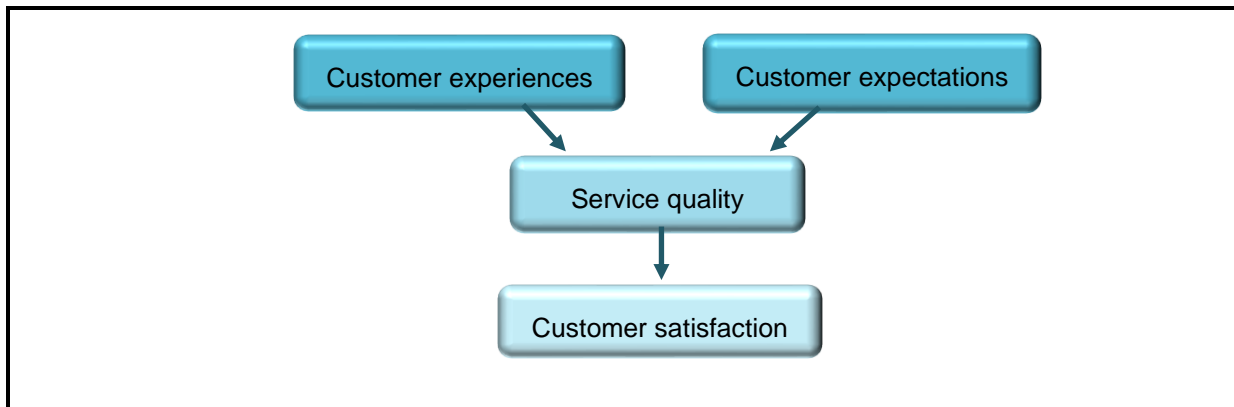 Customer experiences
Customer expectations
Service quality
Customer satisfaction